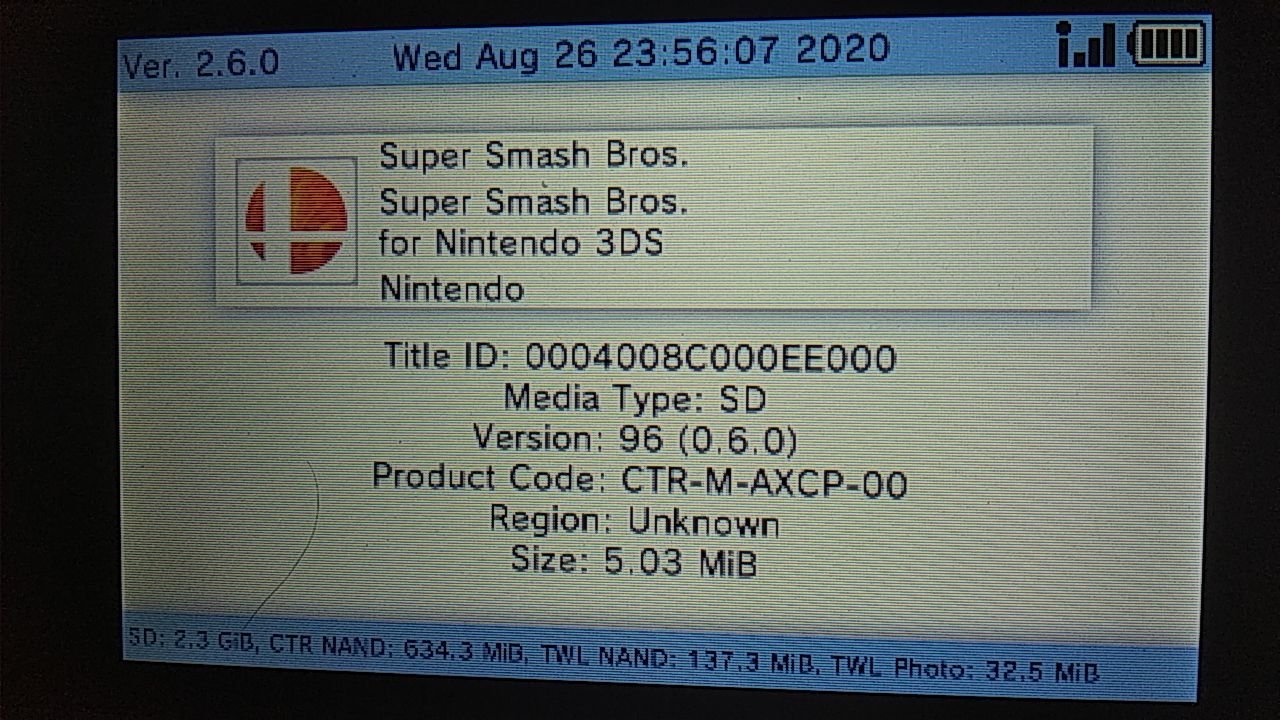 Ver. 2.6.0
Wed Aug 26 23:56:07 2020
Super Smash Bros.
Super Smash Bros.
for Nintendo 3DS
Nintendo
Title ID: 0004008C000EE000
Media Type: SD
Version: 96 (0.6.0)
Product Code: CTR-M-AXCP-00
Region: Unknown
Size: 5.03 MiB
SD: 2.3 GiB, CTR NAND: 634.3 MiB, TWL NAND: 137.3 MiB, TWL Photo: 32.5 MiB